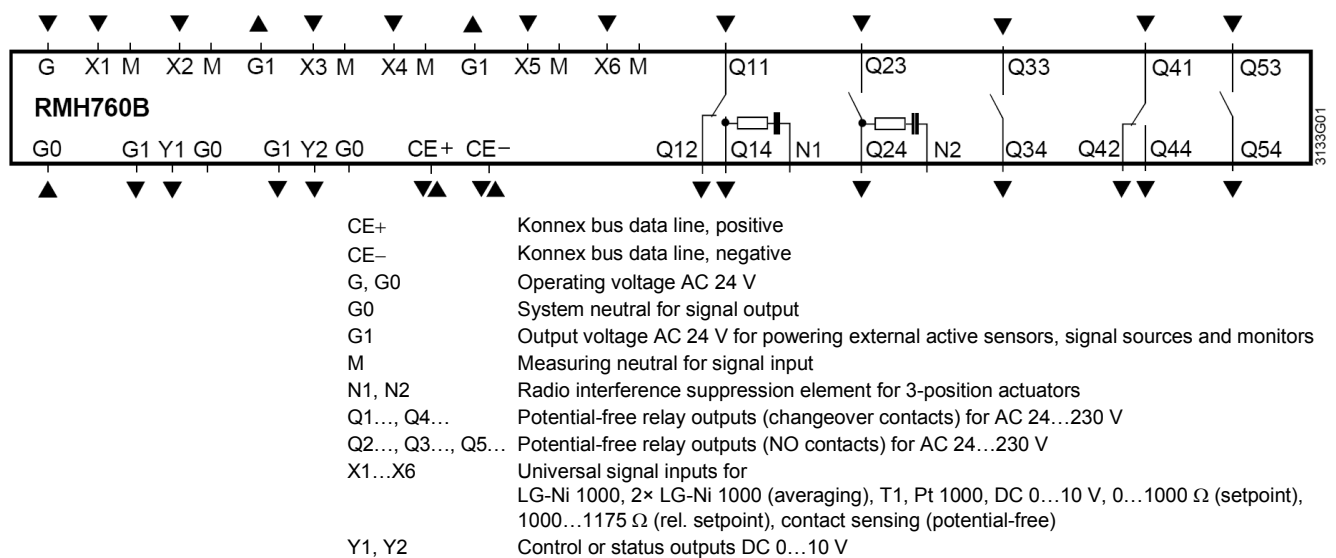 G X1 M X2 M G1 X3 M X4 M G1 X5 M X6 M Q11 Q23 Q33 Q41 Q53
RMH760B
G0 G1 Y1 G0 G1 Y2 G0 CE+ CE− Q12 Q14 N1 Q24 N2 Q34 Q42 Q44 Q54
3133G01
CE+ Konnex bus data line, positive
CE− Konnex bus data line, negative
G, G0 Operating voltage AC 24 V
G0 System neutral for signal output
G1 Output voltage AC 24 V for powering external active sensors, signal sources and monitors
M Measuring neutral for signal input
N1, N2 Radio interference suppression element for 3-position actuators
Q1…, Q4… Potential-free relay outputs (changeover contacts) for AC 24…230 V
Q2…, Q3…, Q5… Potential-free relay outputs (NO contacts) for AC 24…230 V
X1…X6 Universal signal inputs for
LG-Ni 1000, 2× LG-Ni 1000 (averaging), T1, Pt 1000, DC 0…10 V, 0…1000 Ω (setpoint),
1000…1175 Ω (rel. setpoint), contact sensing (potential-free)
Y1, Y2 Control or status outputs DC 0…10 V